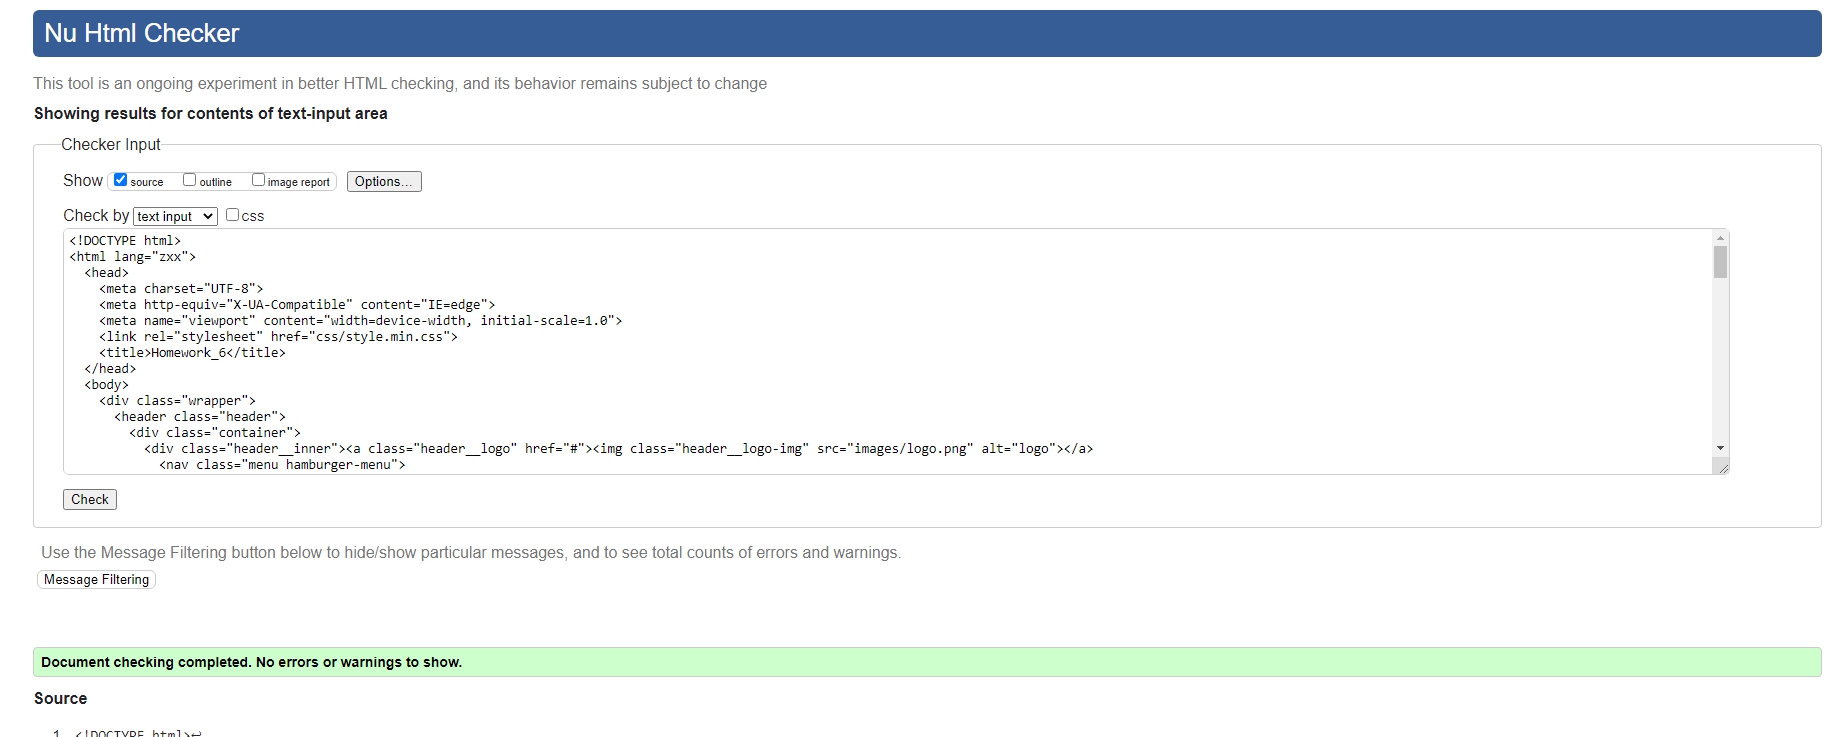 Nu Html Checker
This tool is an ongoing experiment in better HTML checking, and its behavior remains subject to change
Showing results for contents of text-input area
Checker Input
Show source outline image report Options...
Check by text input css
<!DOCTYPE html>
<html lang="zxx">
  <head>
    <meta charset="UTF-8">
    <meta http-equiv="X-UA-Compatible" content="IE=edge">
    <meta name="viewport" content="width=device-width, initial-scale=1.0">
    <link rel="stylesheet" href="css/style.min.css">
    <title>Homework_6</title>
  </head>
  <body>
    <div class="wrapper">
      <header class="header">
        <div class="container">
          <div class="header__inner"><a class="header__logo" href="#"><img class="header__logo-img" src="images/logo.png" alt="logo"></a>
            <nav class="menu hamburger-menu">
Check
Use the Message Filtering button below to hide/show particular messages, and to see total counts of errors and warnings.
Message Filtering
Document checking completed. No errors or warnings to show.
Source
1. <!DOCTYPE html>↩